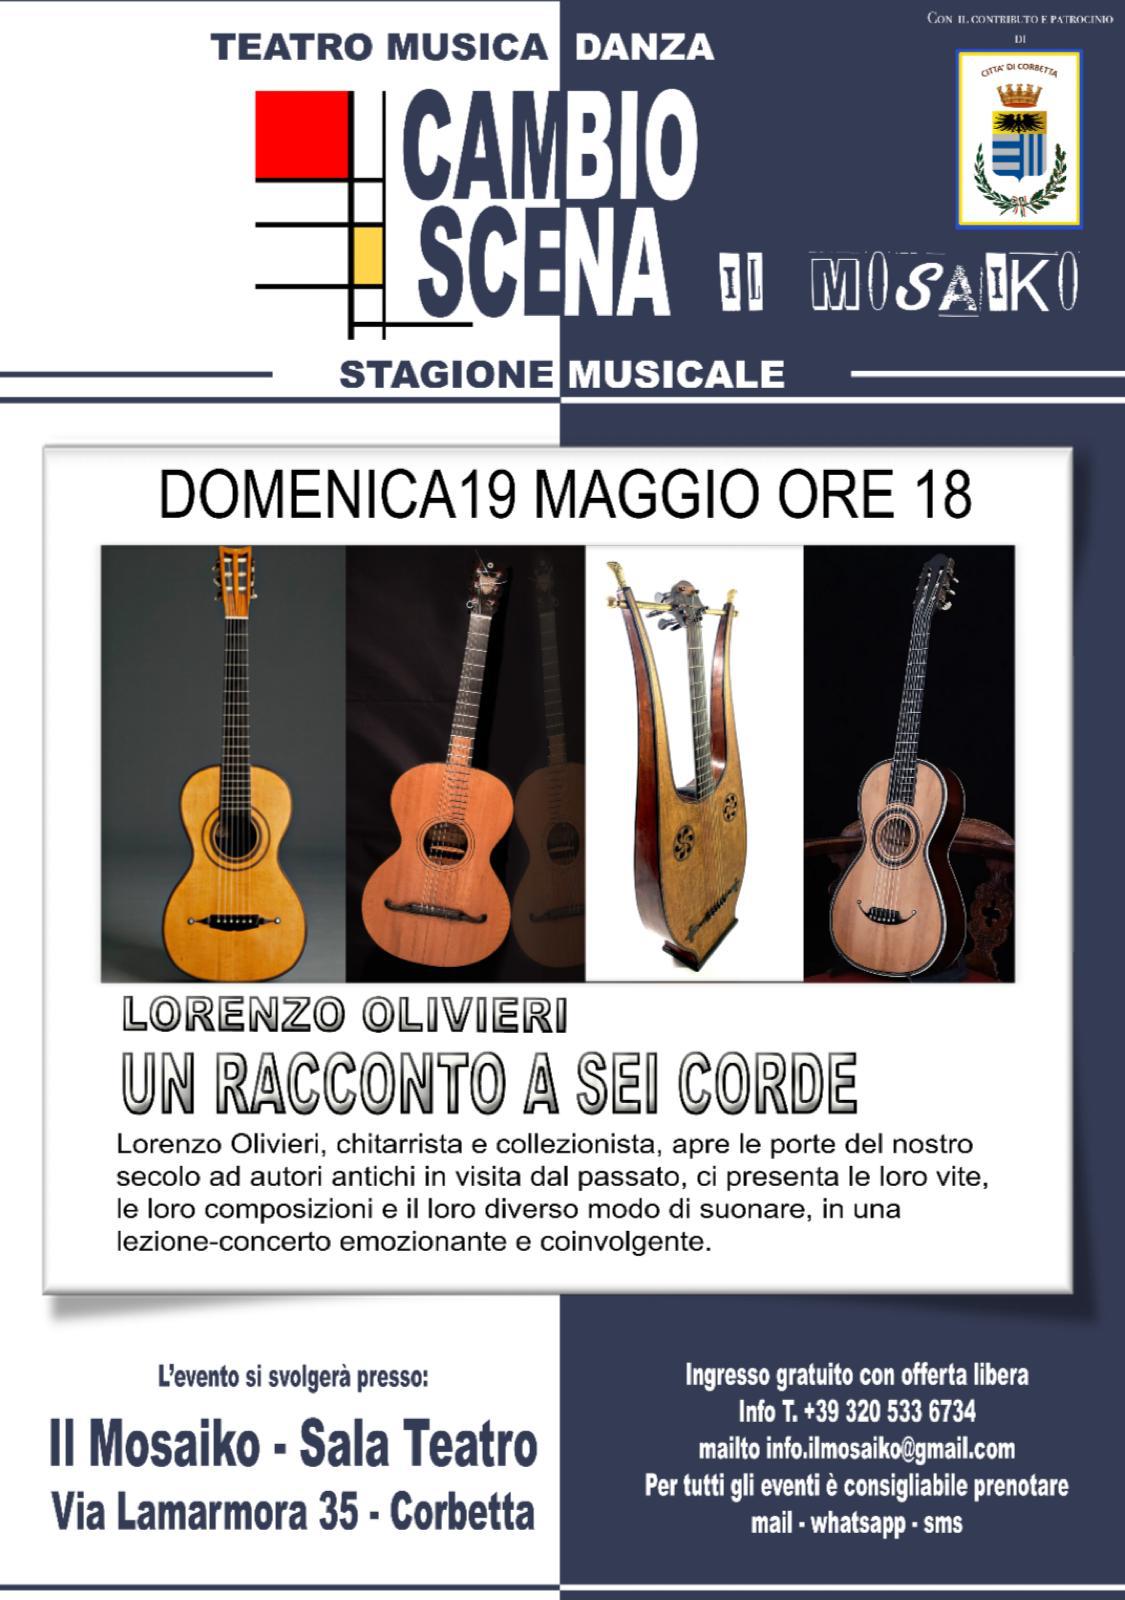 CON IL CONTRIBUTO E PATROCINIO
DI
CITTA' DI CORBETTA
TEATRO MUSICA DANZA
CAMBIO
SCENA
IL MOSAIKO
STAGIONE MUSICALE
DOMENICA19 MAGGIO ORE 18
LORENZO OLIVIERI
UN RACCONTO A SEI CORDE
Lorenzo Olivieri, chitarrista e collezionista, apre le porte del nostro
secolo ad autori antichi in visita dal passato, ci presenta le loro vite,
le loro composizioni e il loro diverso modo di suonare, in una
lezione-concerto emozionante e coinvolgente.
L'evento si svolgerà presso:
Il Mosaiko - Sala Teatro
Via Lamarmora 35 - Corbetta
Ingresso gratuito con offerta libera
Info T. +39 320 533 6734
mailto info.ilmosaiko@gmail.com
Per tutti gli eventi è consigliabile prenotare
mail - whatsapp - sms